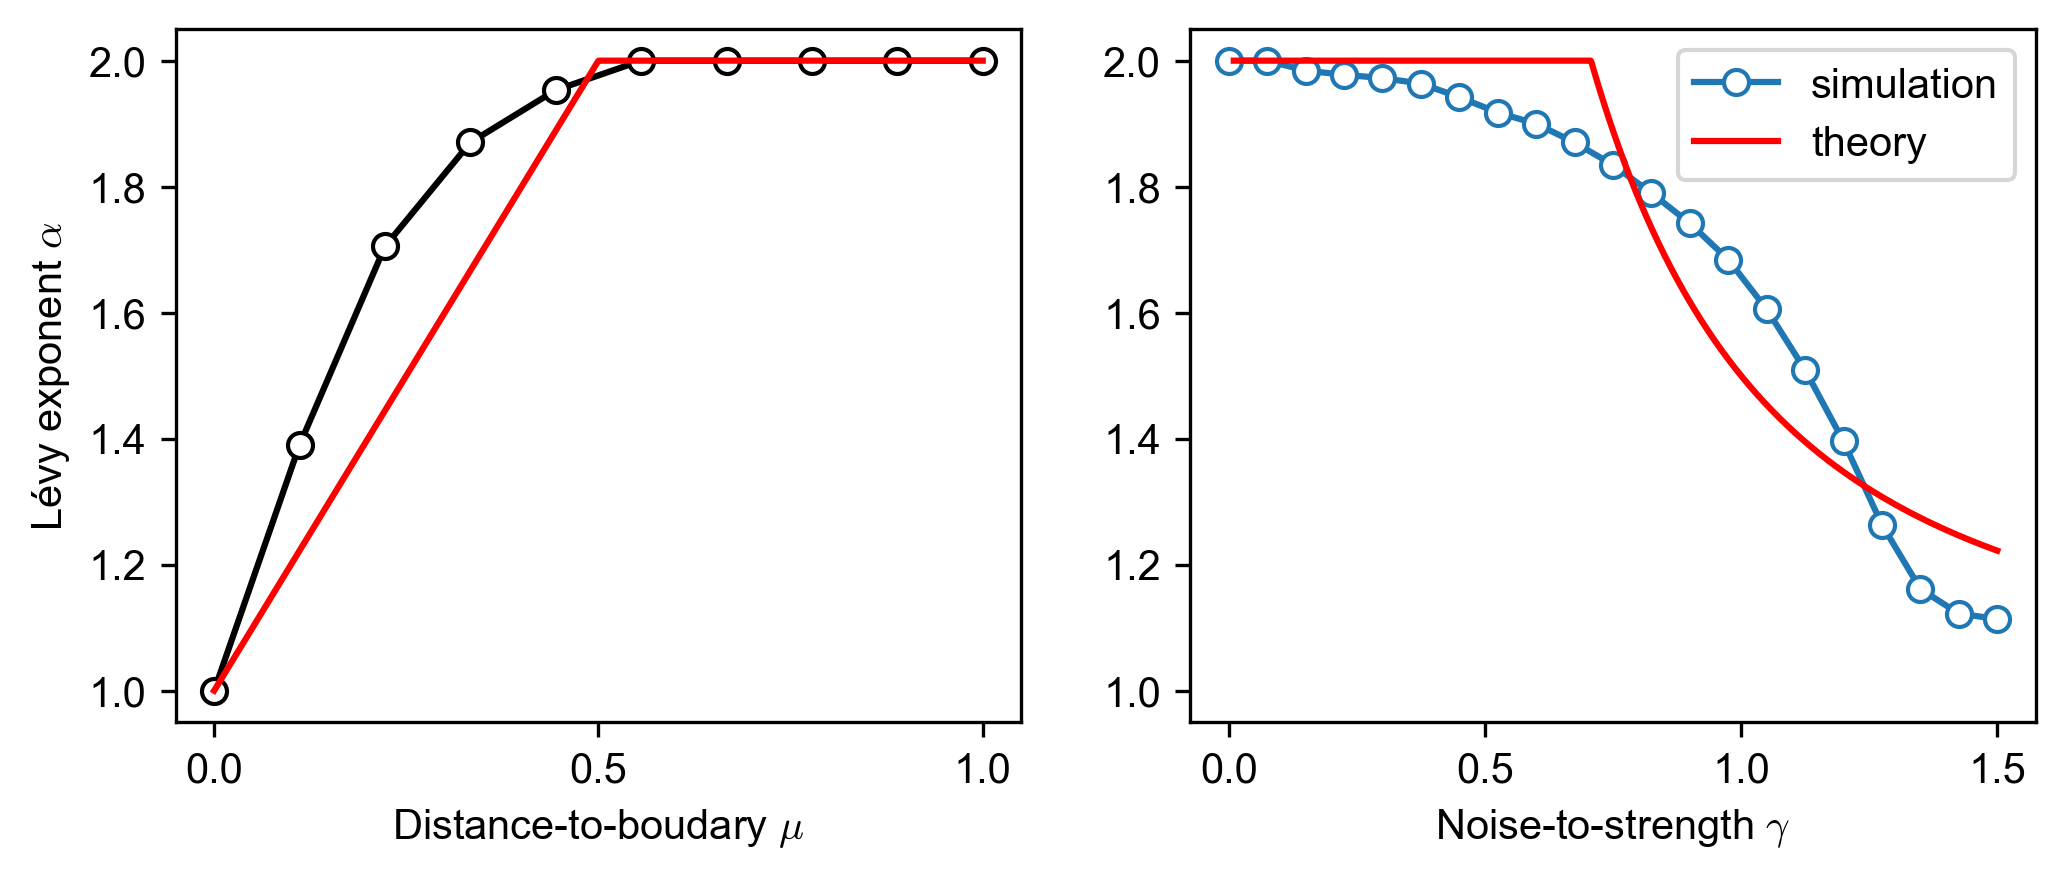 Lévy exponent α
2.0
1.8
1.6
1.4
1.2
1.0
0.0 0.5 1.0
Distance-to-boudary μ
2.0
1.8
1.6
1.4
1.2
1.0
simulation
theory
0.0 0.5 1.0 1.5
Noise-to-strength γ